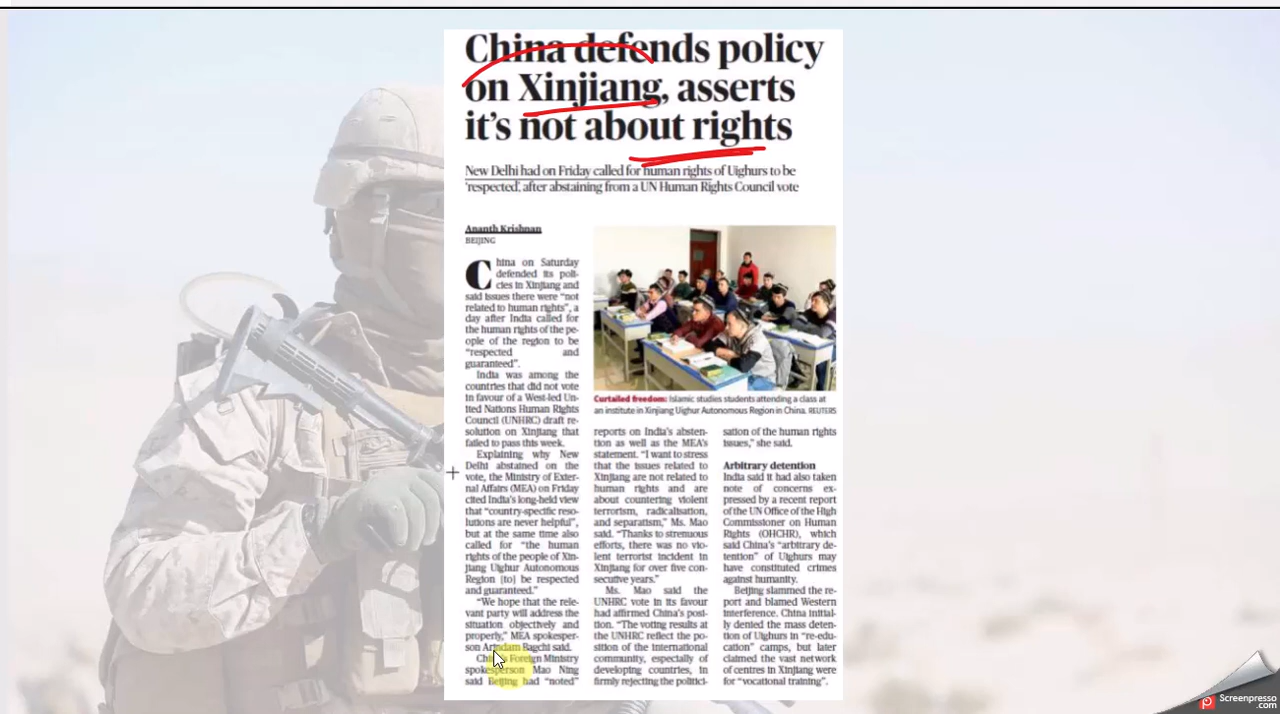 China defends policy
on Xinjiang, asserts
it's not about rights
New Delhi had on Friday called for human rights of Uighurs to be
'respected', after abstaining from a UN Human Rights Council vote
Ananth Krishnan
BEIJING
China on Saturday
defended its poli-
cies in Xinjiang and
said issues there were "not
related to human rights", a
day after India called for
the human rights of the pe-
ople of the region to be
"respected and
guaranteed".
India was among the
countries that did not vote
in favour of a West-led Un-
ited Nations Human Rights
Council (UNHRC) draft re-
solution on Xinjiang that
failed to pass this week.
Explaining why New
Delhi abstained on the
vote, the Ministry of Exter-
nal Affairs (MEA) on Friday
cited India's long-held view
that "country-specific reso-
lutions are never helpful",
but at the same time also
called for "the human
rights of the people of Xin-
jiang Uighur Autonomous
Region [to] be respected
and guaranteed."
"We hope that the rele-
vant party will address the
situation objectively and
properly," MEA spokesper-
son Arindam Bagchi said.
China's Foreign Ministry
spokesperson Mao Ning
said Beijing had "noted"
Curtailed freedom: Islamic studies students attending a class at
an institute in Xinjiang Uighur Autonomous Region in China. REUTERS
reports on India's absten-
tion as well as the MEA's
statement. "I want to stress
that the issues related to
Xinjiang are not related to
human rights and are
about countering violent
terrorism, radicalisation,
and separatism," Ms. Mao
said. "Thanks to strenuous
efforts, there was no vio-
lent terrorist incident in
Xinjiang for over five con-
secutive years."
Ms. Mao said the
UNHRC vote in its favour
had affirmed China's posi-
tion. "The voting results at
the UNHRC reflect the po-
sition of the international
community, especially of
developing countries, in
firmly rejecting the politici-
sation of the human rights
issues," she said.
Arbitrary detention
India said it had also taken
note of concerns ex-
pressed by a recent report
of the UN Office of the High
Commissioner on Human
Rights (OHCHR), which
said China's "arbitrary de-
tention" of Uighurs may
have constituted crimes
against humanity.
Beijing slammed the re-
port and blamed Western
interference. China initial-
ly denied the mass deten-
tion of Uighurs in "re-edu-
cation" camps, but later
claimed the vast network
of centres in Xinjiang were
for "vocational training".
Screenpresso
.com